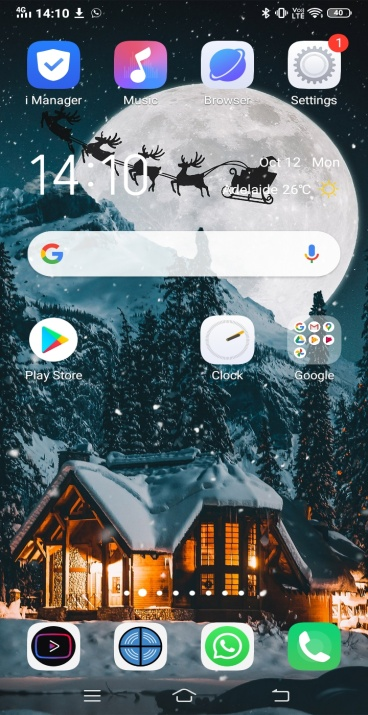 4G 14:10 VoD LTE 40
1
i Manager Music Browser Settings
14:10 Oct 12 Mon
Adelaide 26°C
Play Store Clock Google